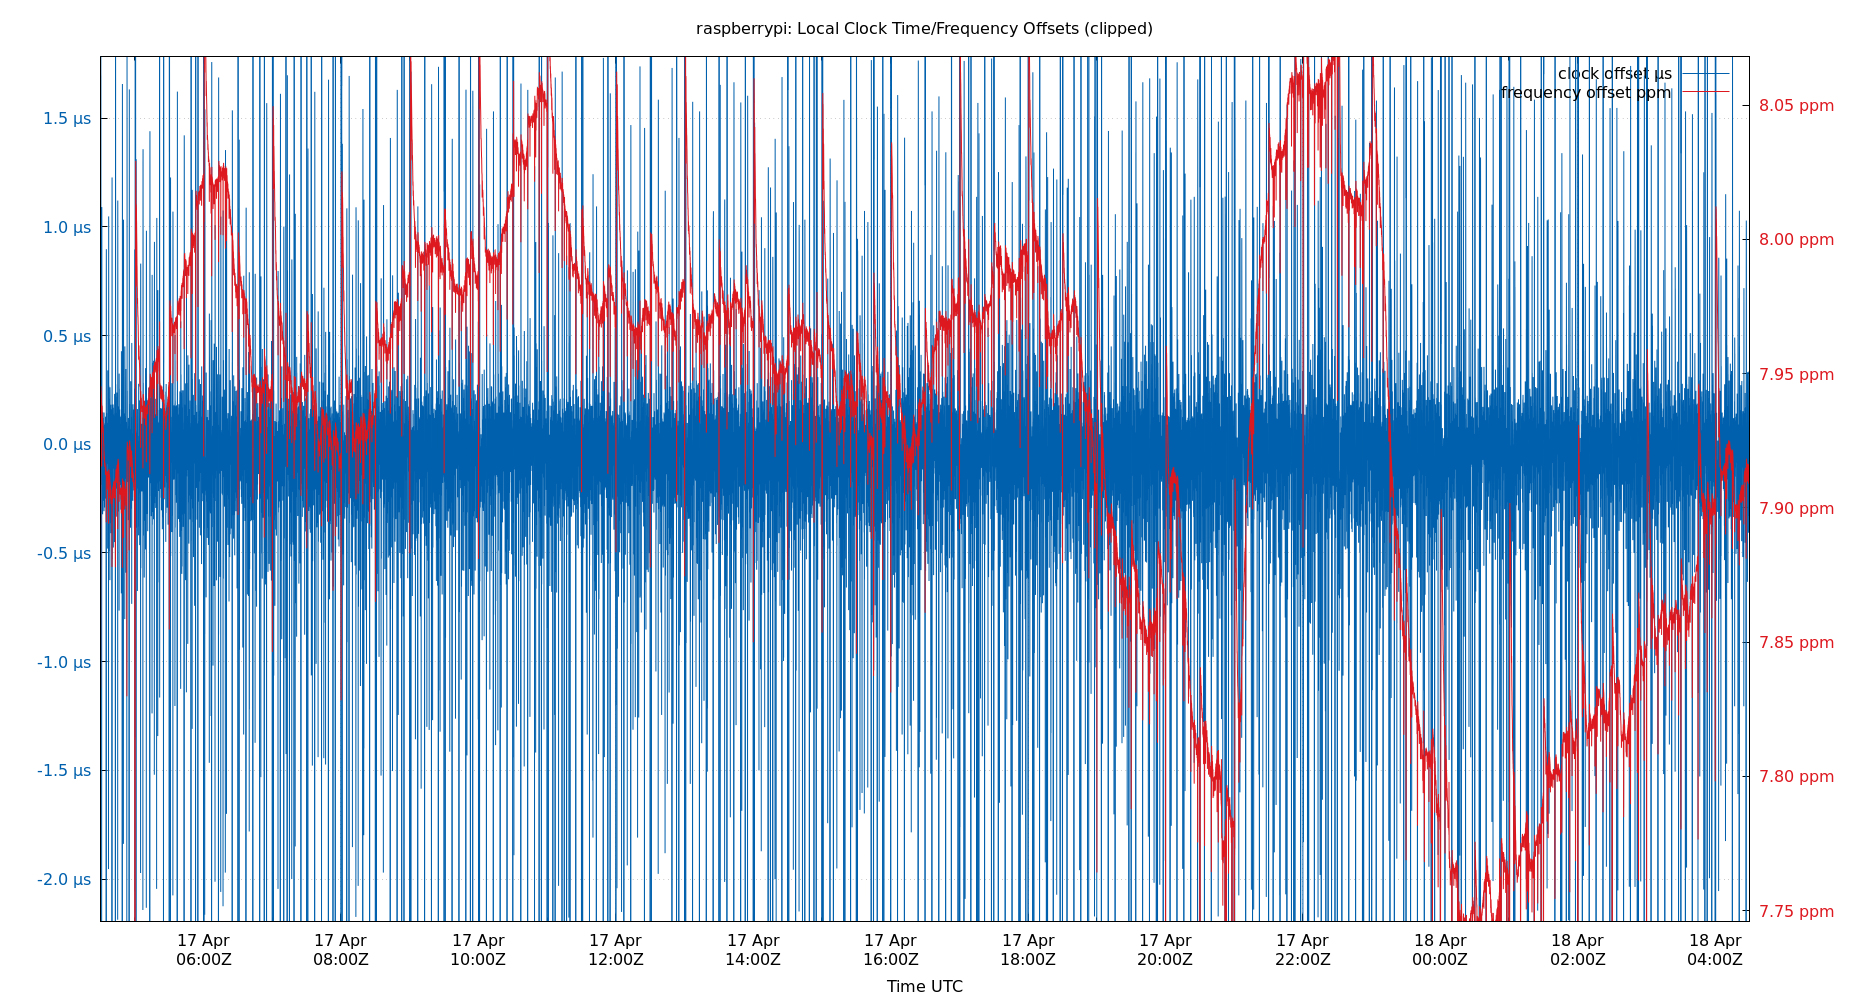 raspberrypi: Local Clock Time/Frequency Offsets (clipped)
clock offset µs
frequency offset ppm
1.5 µs
1.0 µs
0.5 µs
0.0 µs
-0.5 µs
-1.0 µs
-1.5 µs
-2.0 µs
8.05 ppm
8.00 ppm
7.95 ppm
7.90 ppm
7.85 ppm
7.80 ppm
7.75 ppm
17 Apr 17 Apr 17 Apr 17 Apr 17 Apr 17 Apr 17 Apr 17 Apr 17 Apr 18 Apr 18 Apr 18 Apr
06:00Z 08:00Z 10:00Z 12:00Z 14:00Z 16:00Z 18:00Z 20:00Z 22:00Z 00:00Z 02:00Z 04:00Z
Time UTC